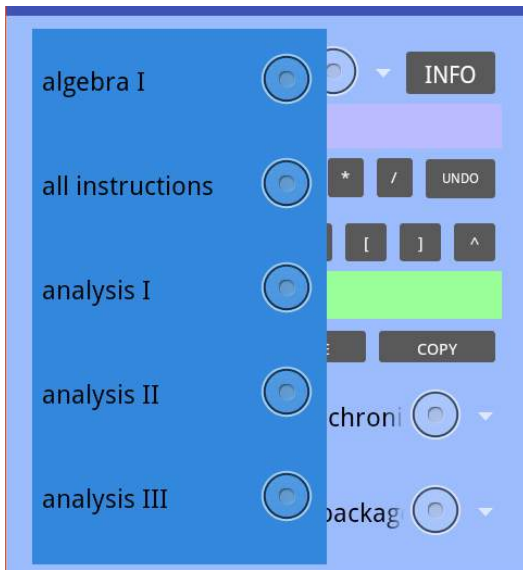 algebra I
INFO
all instructions
* / UNDO
[ ] ^
analysis I
COPY
analysis II
chroni
analysis III
packag